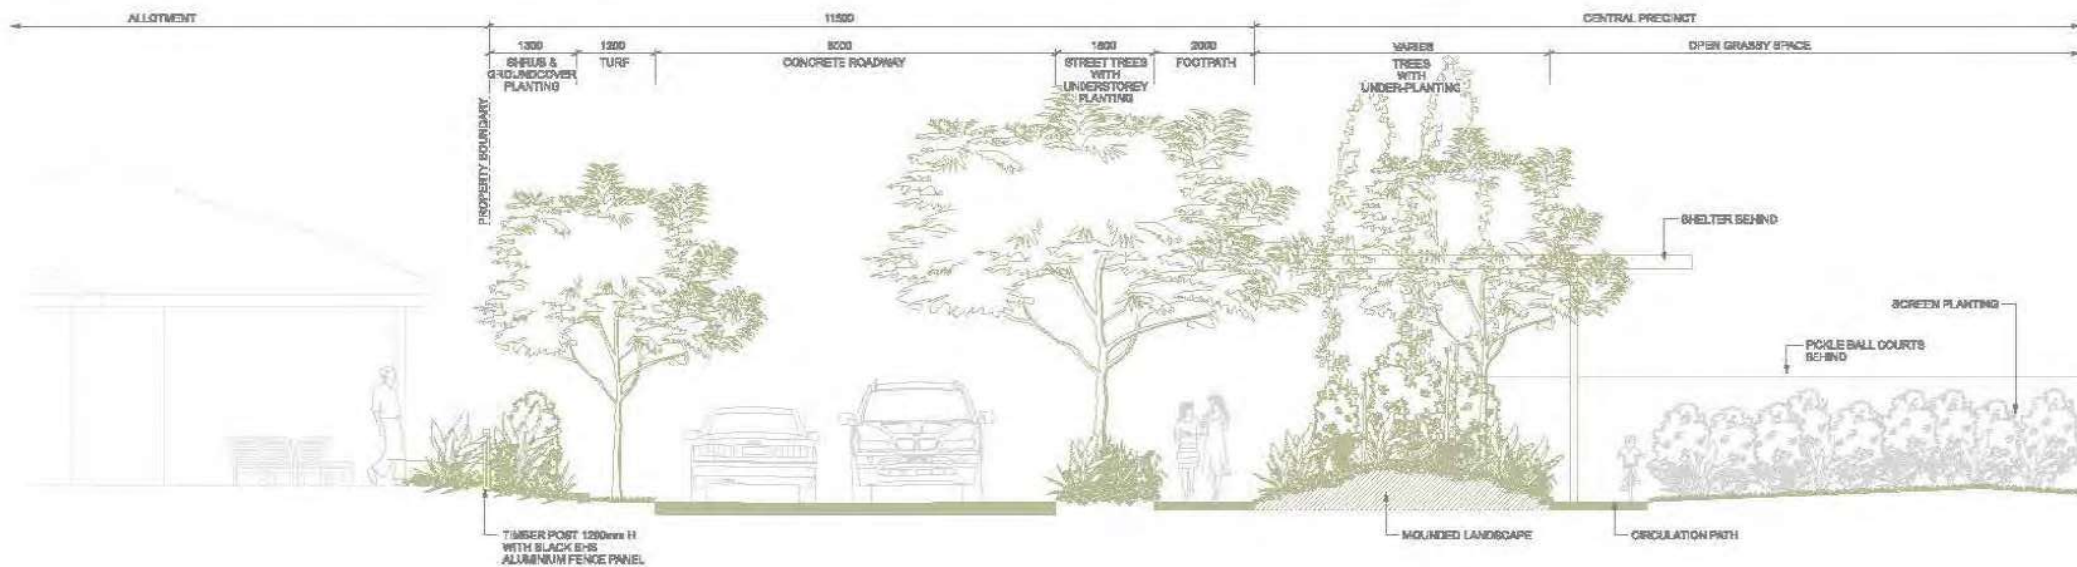 ALLOTMENT
11500
CENTRAL PRECINCT
1300
1200
6000
1500
2000
VARIES
OPEN GRASSY SPACE
SHRUB &
GROUNDCOVER
PLANTING
TURF
CONCRETE ROADWAY
STREET TREES
WITH
UNDERSTOREY
PLANTING
FOOTPATH
TREES
WITH
UNDER-PLANTING
PROPERTY BOUNDARY
SHELTER BEHIND
SCREEN PLANTING
PICKLE BALL COURTS
BEHIND
TIMBER POST 1200mm H
WITH BLACK SHS
ALUMINIUM FENCE PANEL
MOUNDED LANDSCAPE
CIRCULATION PATH